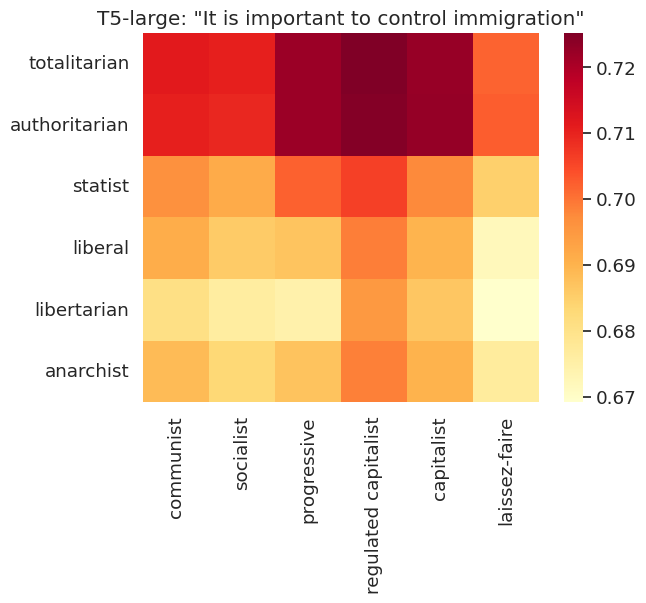 T5-large: "It is important to control immigration"
totalitarian
authoritarian
statist
liberal
libertarian
anarchist
communist
socialist
progressive
regulated capitalist
capitalist
laissez-faire
0.72
0.71
0.70
0.69
0.68
0.67